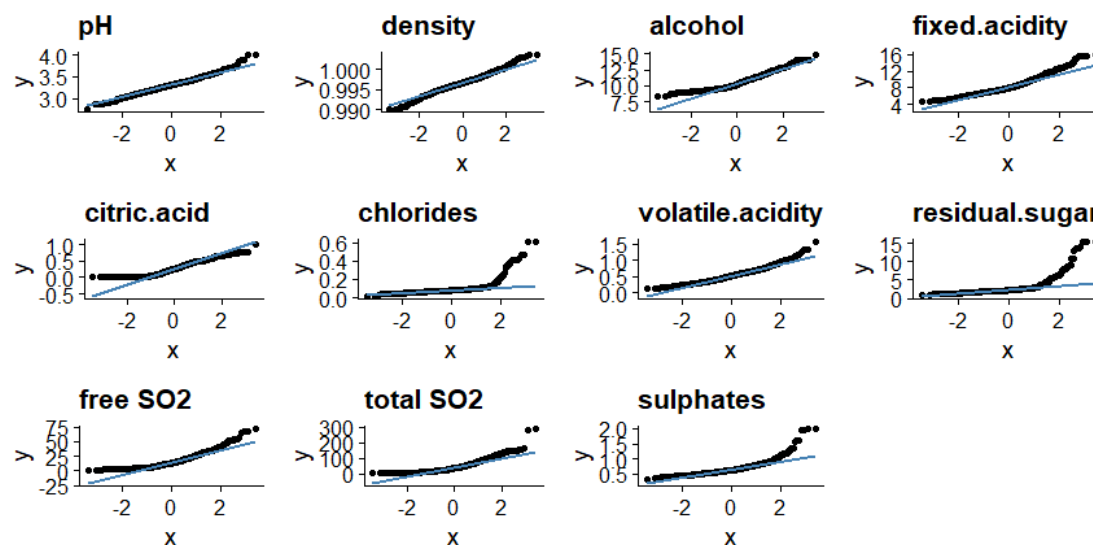 pH density alcohol fixed.acidity
4.0 1.000 15.0 16
3.5 0.995 12.5 12
3.0 0.990 10.0 8
7.5 4
y y y y
-2 0 2 -2 0 2 -2 0 2 -2 0 2
x x x x
citric.acid chlorides volatile.acidity residual.sugar
1.0 0.6 1.5 15
0.5 0.4 1.0 10
0.0 0.2 0.5 5
-0.5 0.0 0.0 0
y y y y
-2 0 2 -2 0 2 -2 0 2 -2 0 2
x x x x
free SO2 total SO2 sulphates
75 300 2.0
50 200 1.5
25 100 1.0
0 0 0.5
-25
y y y
-2 0 2 -2 0 2 -2 0 2
x x x